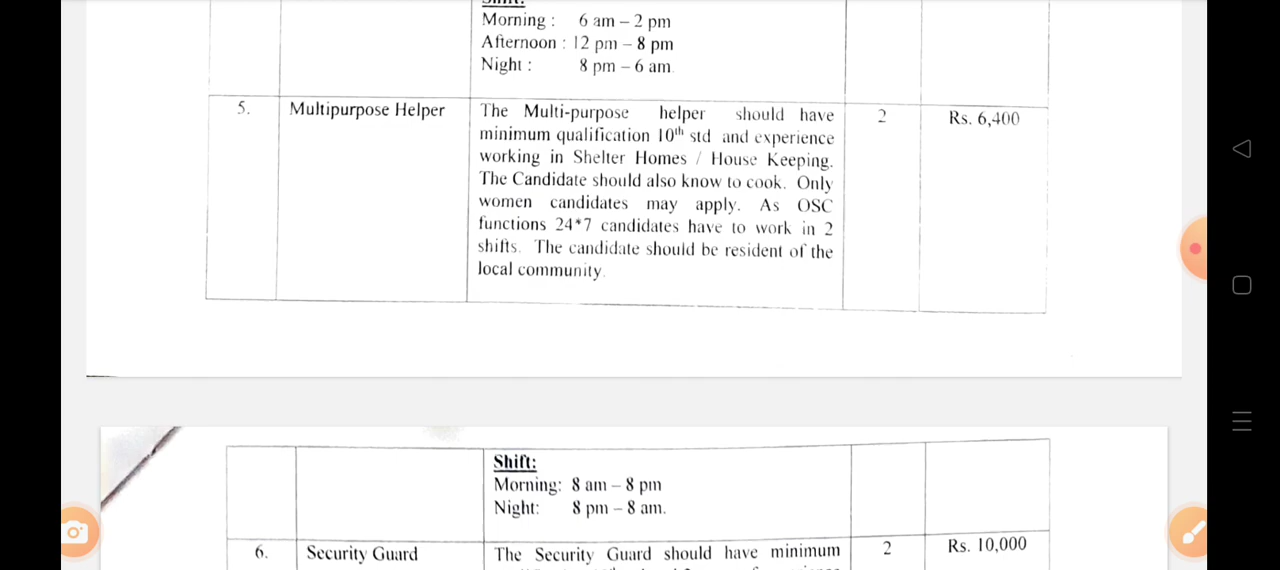 Shift:
Morning : 6 am – 2 pm
Afternoon : 12 pm – 8 pm
Night : 8 pm – 6 am.
5. Multipurpose Helper The Multi-purpose helper should have 2 Rs. 6,400
minimum qualification 10th std and experience
working in Shelter Homes / House Keeping.
The Candidate should also know to cook. Only
women candidates may apply. As OSC
functions 24*7 candidates have to work in 2
shifts. The candidate should be resident of the
local community.
Shift:
Morning: 8 am – 8 pm
Night: 8 pm – 8 am.
6. Security Guard The Security Guard should have minimum 2 Rs. 10,000